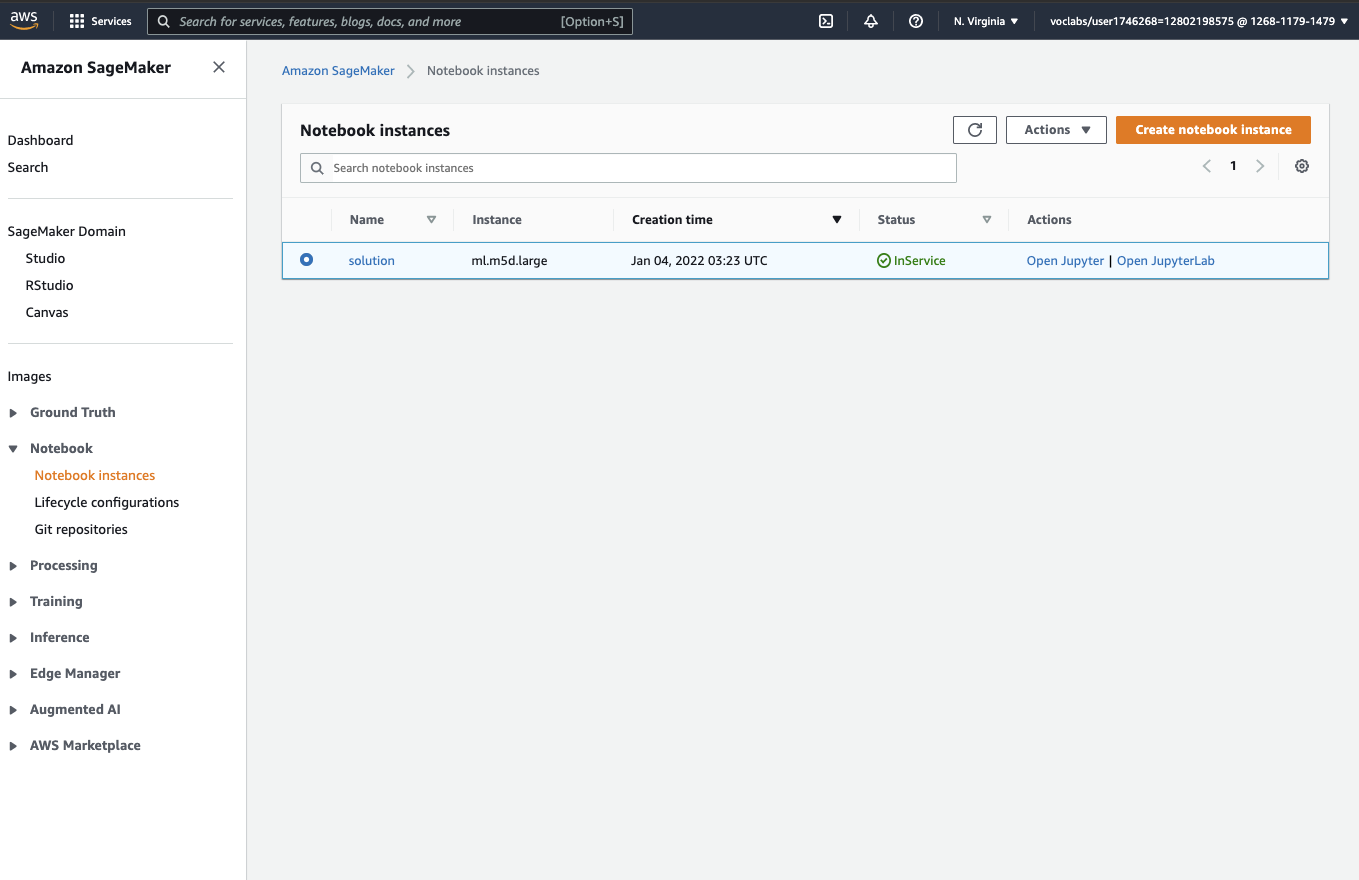 aws
Services
Search for services, features, blogs, docs, and more
[Option+S]
N. Virginia
voclabs/user1746268=12802198575 @ 1268-1179-1479
Amazon SageMaker
Dashboard
Search
SageMaker Domain
Studio
RStudio
Canvas
Images
Ground Truth
Notebook
Notebook instances
Lifecycle configurations
Git repositories
Processing
Training
Inference
Edge Manager
Augmented AI
AWS Marketplace
Amazon SageMaker
Notebook instances
Notebook instances
Actions
Create notebook instance
Search notebook instances
1
Name
Instance
Creation time
Status
Actions
solution
ml.m5d.large
Jan 04, 2022 03:23 UTC
InService
Open Jupyter | Open JupyterLab